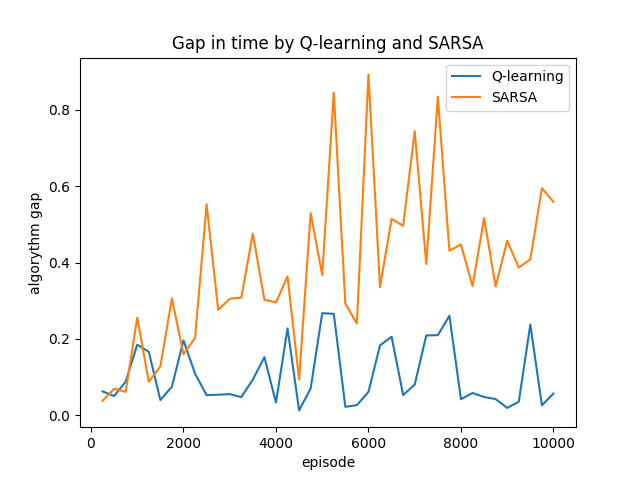 Gap in time by Q-learning and SARSA
Q-learning
SARSA
algorythm gap
0.8
0.6
0.4
0.2
0.0
0
2000
4000
6000
8000
10000
episode